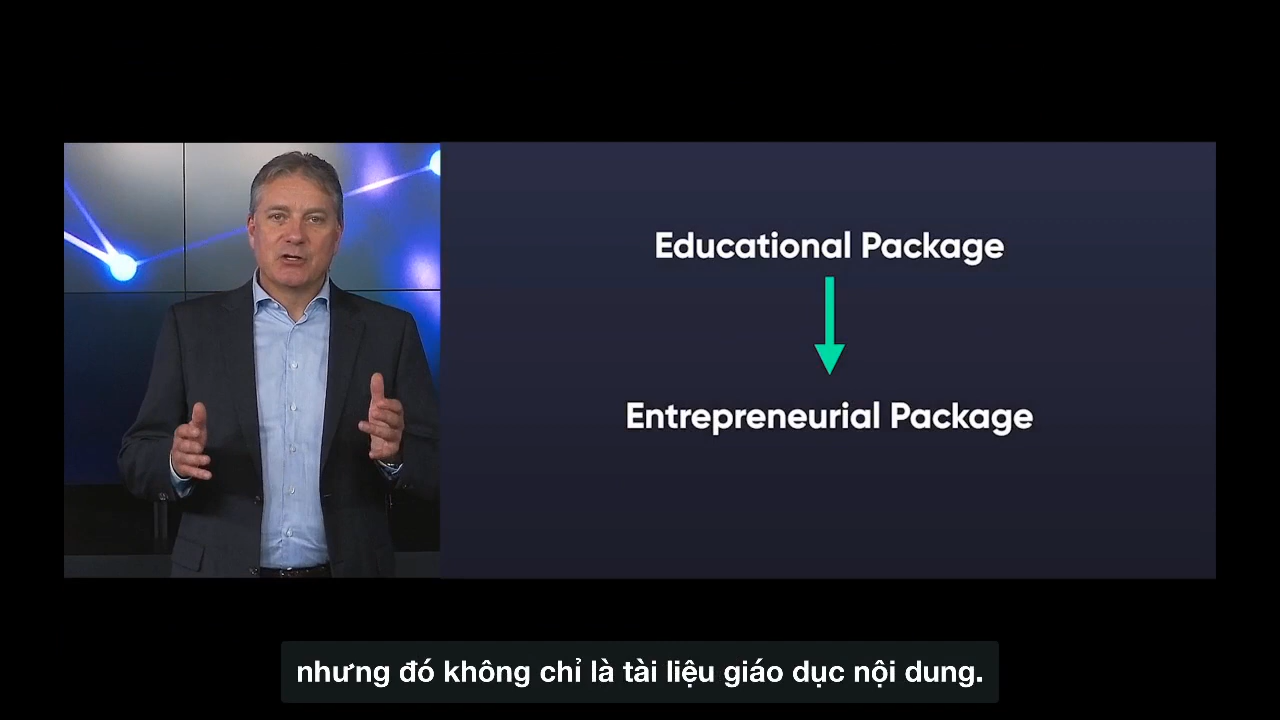 Educational Package
Entrepreneurial Package
nhưng đó không chỉ là tài liệu giáo dục nội dung.